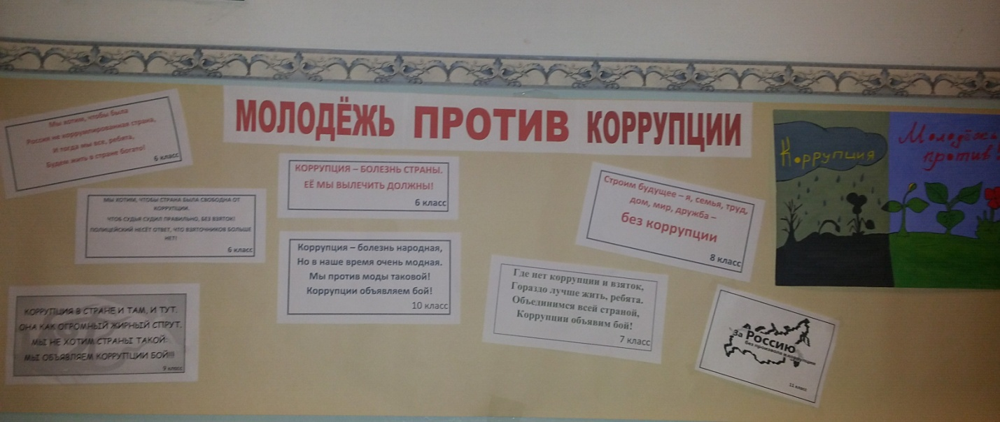 МОЛОДЁЖЬ ПРОТИВ КОРРУПЦИИ
Мы хотим, чтобы была
Россия не коррумпированная страна,
И тогда мы все, ребята,
Будем жить в стране богато!
6 класс
МЫ ХОТИМ, ЧТОБЫ СТРАНА БЫЛА СВОБОДНА ОТ
КОРРУПЦИИ.
ЧТОБ СУДЬЯ СУДИЛ ПРАВИЛЬНО, БЕЗ ВЗЯТОК!
ПОЛИЦЕЙСКИЙ НЕСЁТ ОТВЕТ, ЧТО ВЗЯТОЧНИКОВ БОЛЬШЕ
НЕТ!
6 класс
КОРРУПЦИЯ В СТРАНЕ И ТАМ, И ТУТ.
ОНА КАК ОГРОМНЫЙ ЖИРНЫЙ СПРУТ.
МЫ НЕ ХОТИМ СТРАНЫ ТАКОЙ:
МЫ ОБЪЯВЛЯЕМ КОРРУПЦИИ БОЙ!!!
9 класс
КОРРУПЦИЯ – БОЛЕЗНЬ СТРАНЫ.
ЕЁ МЫ ВЫЛЕЧИТЬ ДОЛЖНЫ!
6 класс
Коррупция – болезнь народная,
Но в наше время очень модная.
Мы против моды таковой!
Коррупции объявляем бой!
10 класс
Строим будущее – я, семья, труд,
дом, мир, дружба –
без коррупции
8 класс
Где нет коррупции и взяток,
Гораздо лучше жить, ребята.
Объединимся всей страной,
Коррупции объявим бой!
7 класс
За Россию
без произвола и коррупции
11 класс
Коррупция
Молодёжь
против!